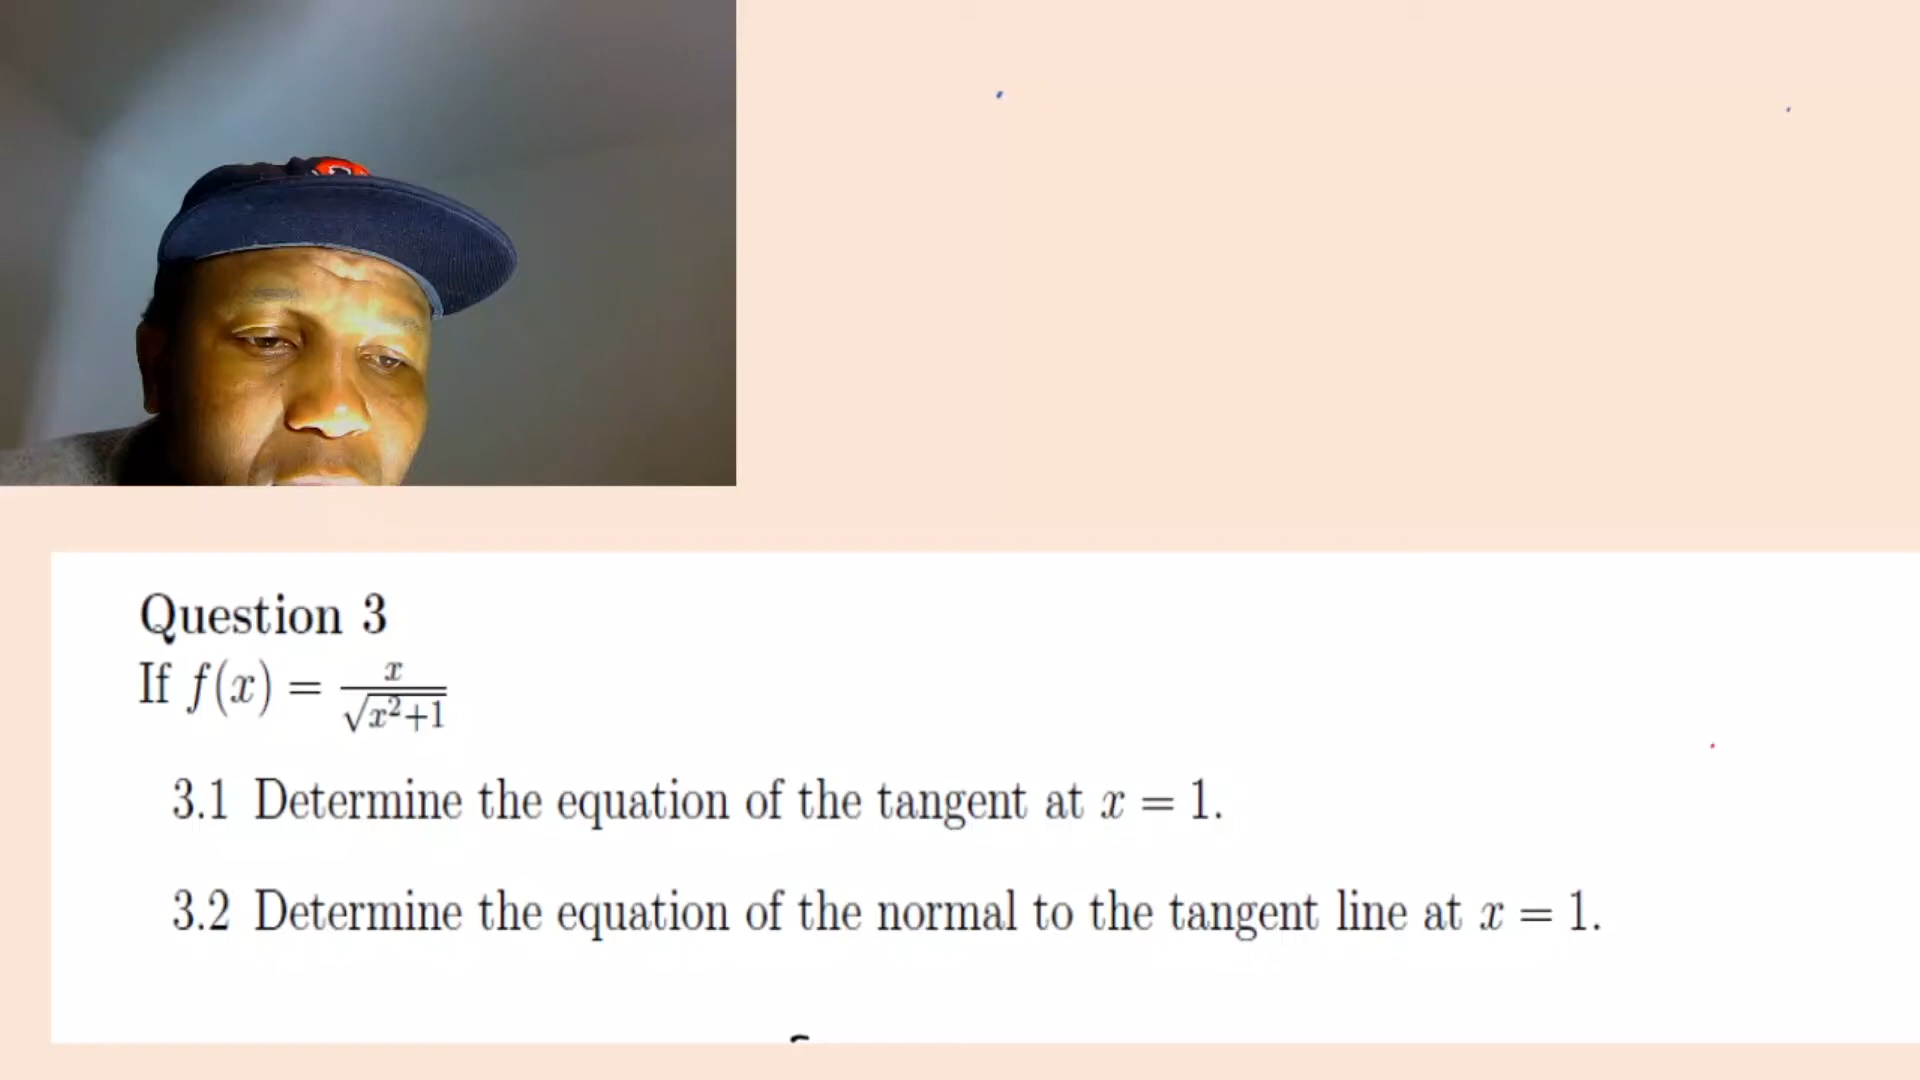 Question 3
If f(x) = x/√(x²+1)
3.1 Determine the equation of the tangent at x = 1.
3.2 Determine the equation of the normal to the tangent line at x = 1.